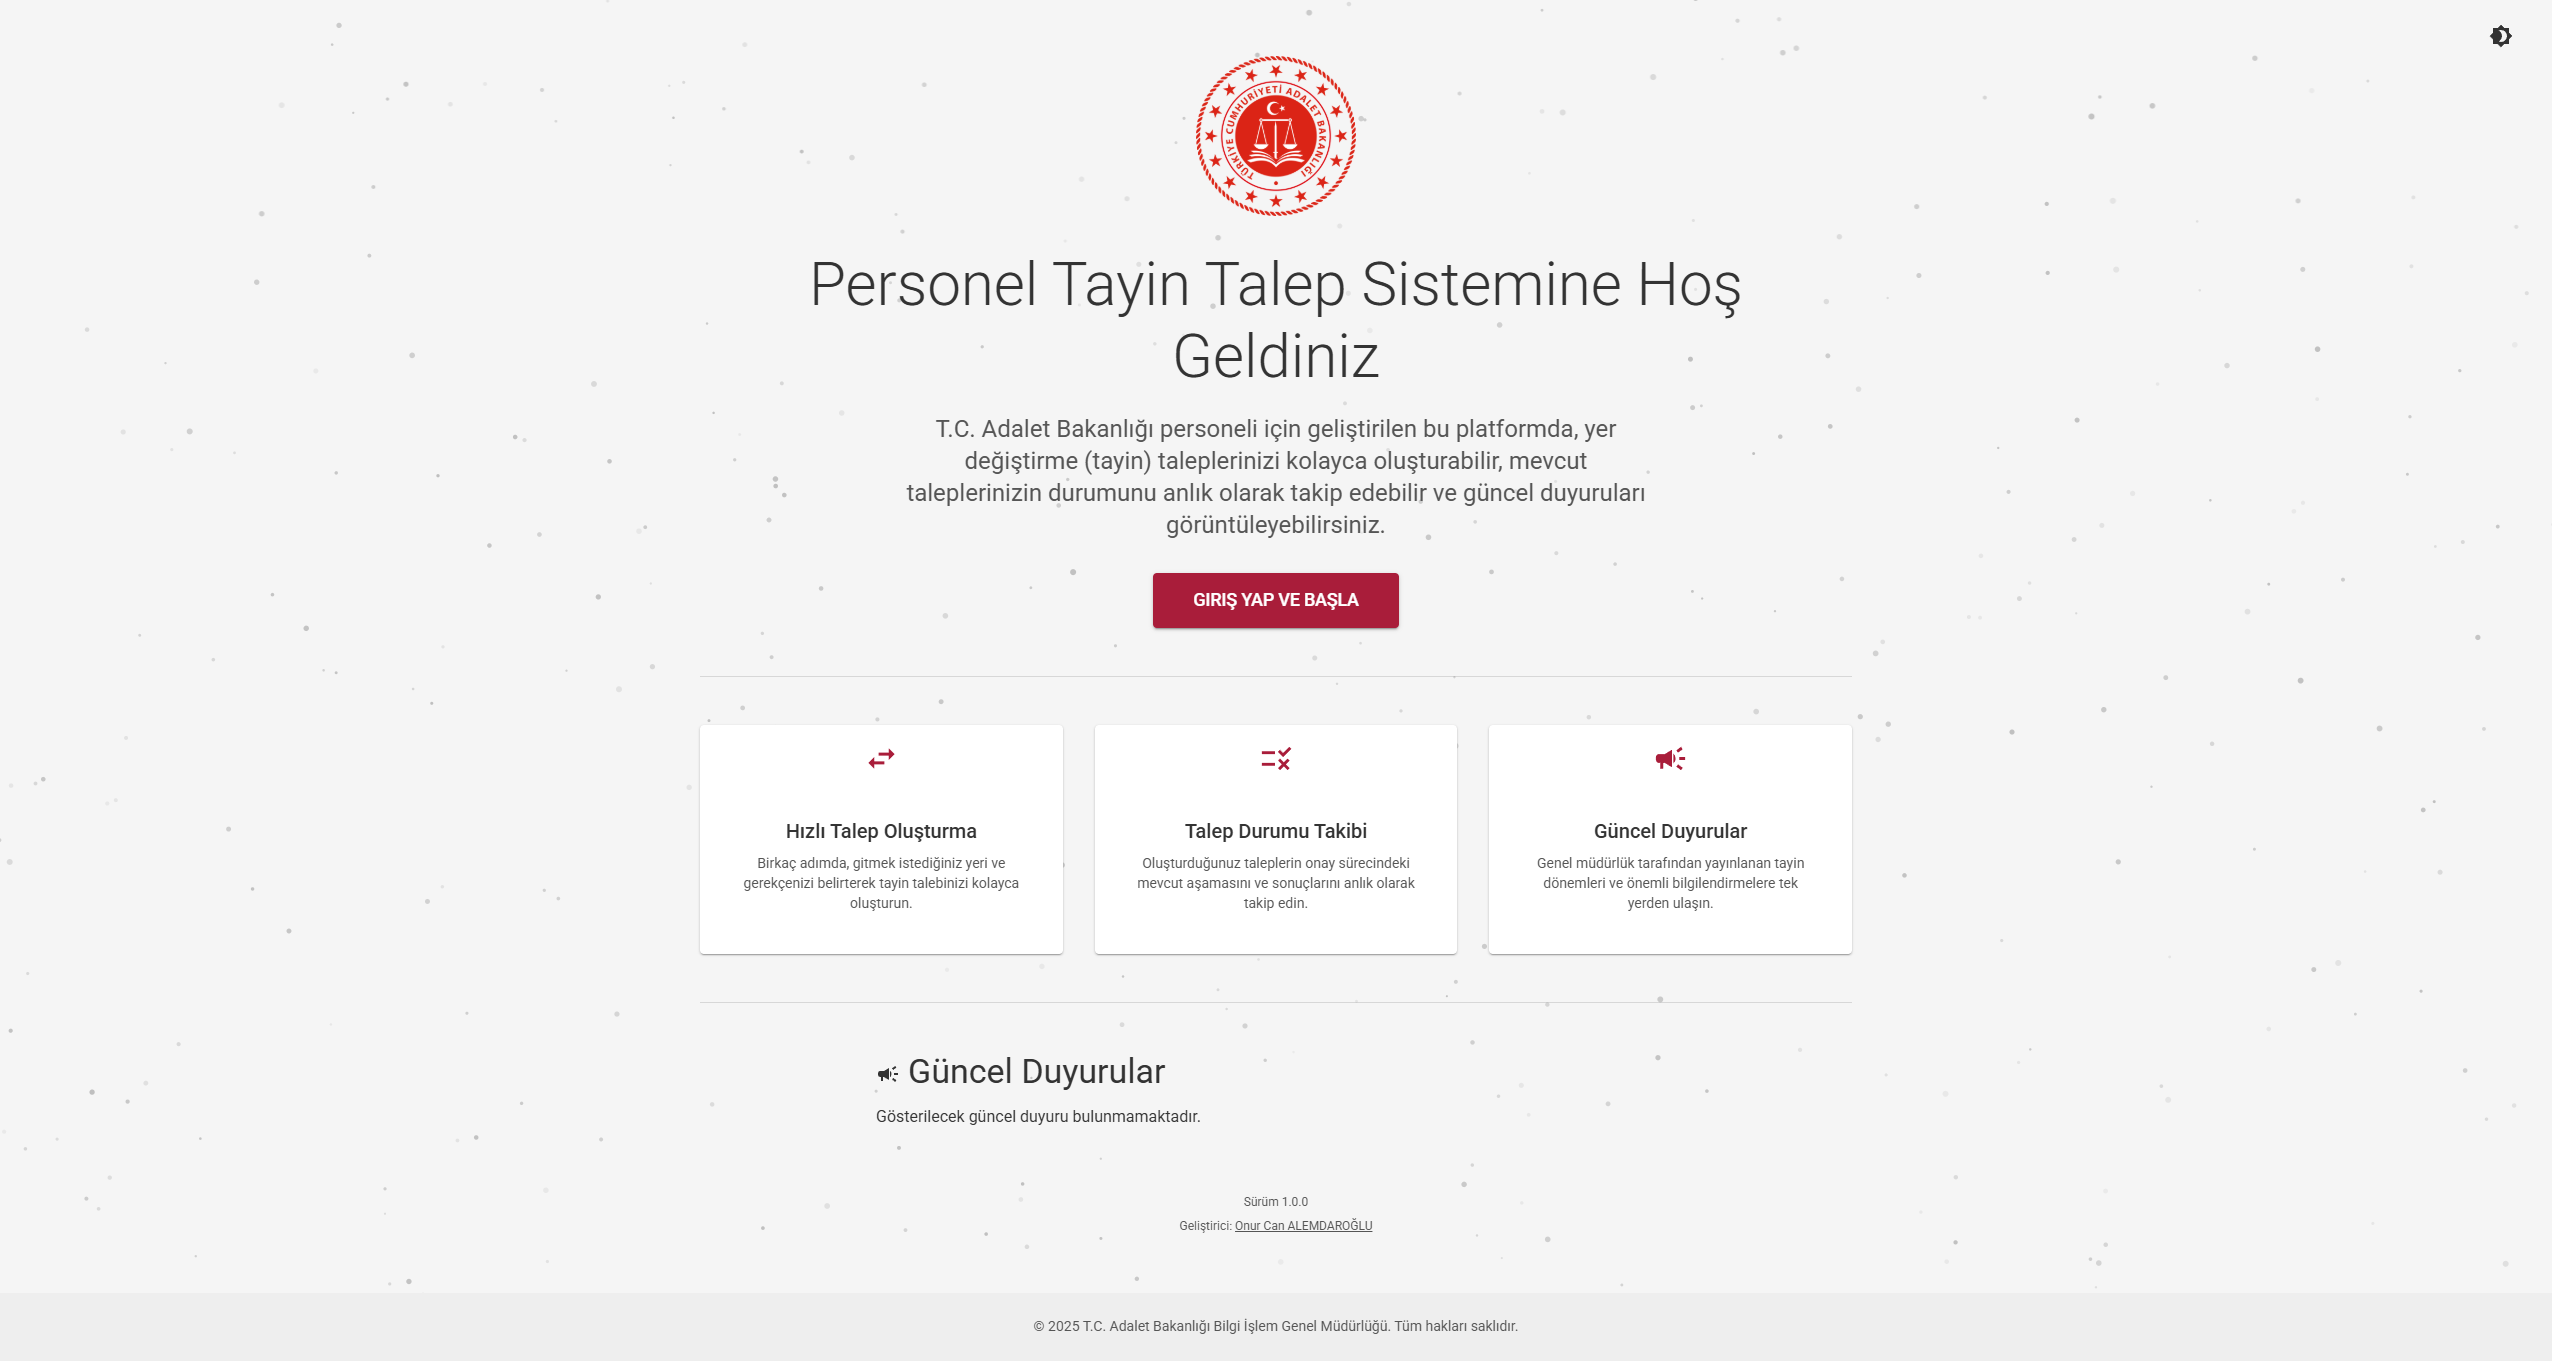 TÜRKİYE CUMHURİYETİ ADALET BAKANLIĞI
Personel Tayin Talep Sistemine Hoş
Geldiniz
T.C. Adalet Bakanlığı personeli için geliştirilen bu platformda, yer
değiştirme (tayin) taleplerinizi kolayca oluşturabilir, mevcut
taleplerinizin durumunu anlık olarak takip edebilir ve güncel duyuruları
görüntüleyebilirsiniz.
GIRIŞ YAP VE BAŞLA
Hızlı Talep Oluşturma
Birkaç adımda, gitmek istediğiniz yeri ve
gerekçenizi belirterek tayin talebinizi kolayca
oluşturun.
Talep Durumu Takibi
Oluşturduğunuz taleplerin onay sürecindeki
mevcut aşamasını ve sonuçlarını anlık olarak
takip edin.
Güncel Duyurular
Genel müdürlük tarafından yayınlanan tayin
dönemleri ve önemli bilgilendirmelere tek
yerden ulaşın.
Güncel Duyurular
Gösterilecek güncel duyuru bulunmamaktadır.
Sürüm 1.0.0
Geliştirici: Onur Can ALEMDAROĞLU
© 2025 T.C. Adalet Bakanlığı Bilgi İşlem Genel Müdürlüğü. Tüm hakları saklıdır.